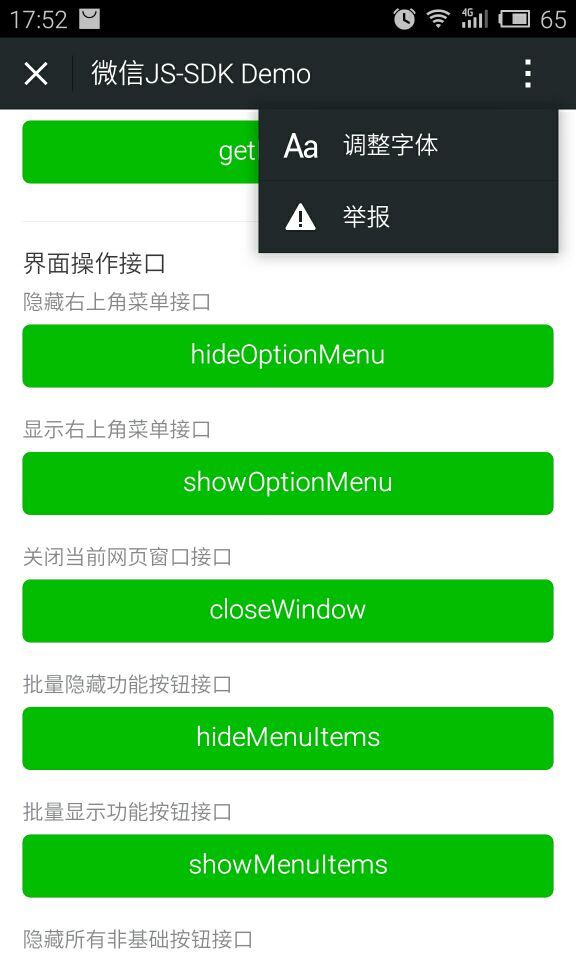 17:52 4G 65
微信JS-SDK Demo
get
Aa 调整字体
举报
界面操作接口
隐藏右上角菜单接口
hideOptionMenu
显示右上角菜单接口
showOptionMenu
关闭当前网页窗口接口
closeWindow
批量隐藏功能按钮接口
hideMenuItems
批量显示功能按钮接口
showMenuItems
隐藏所有非基础按钮接口